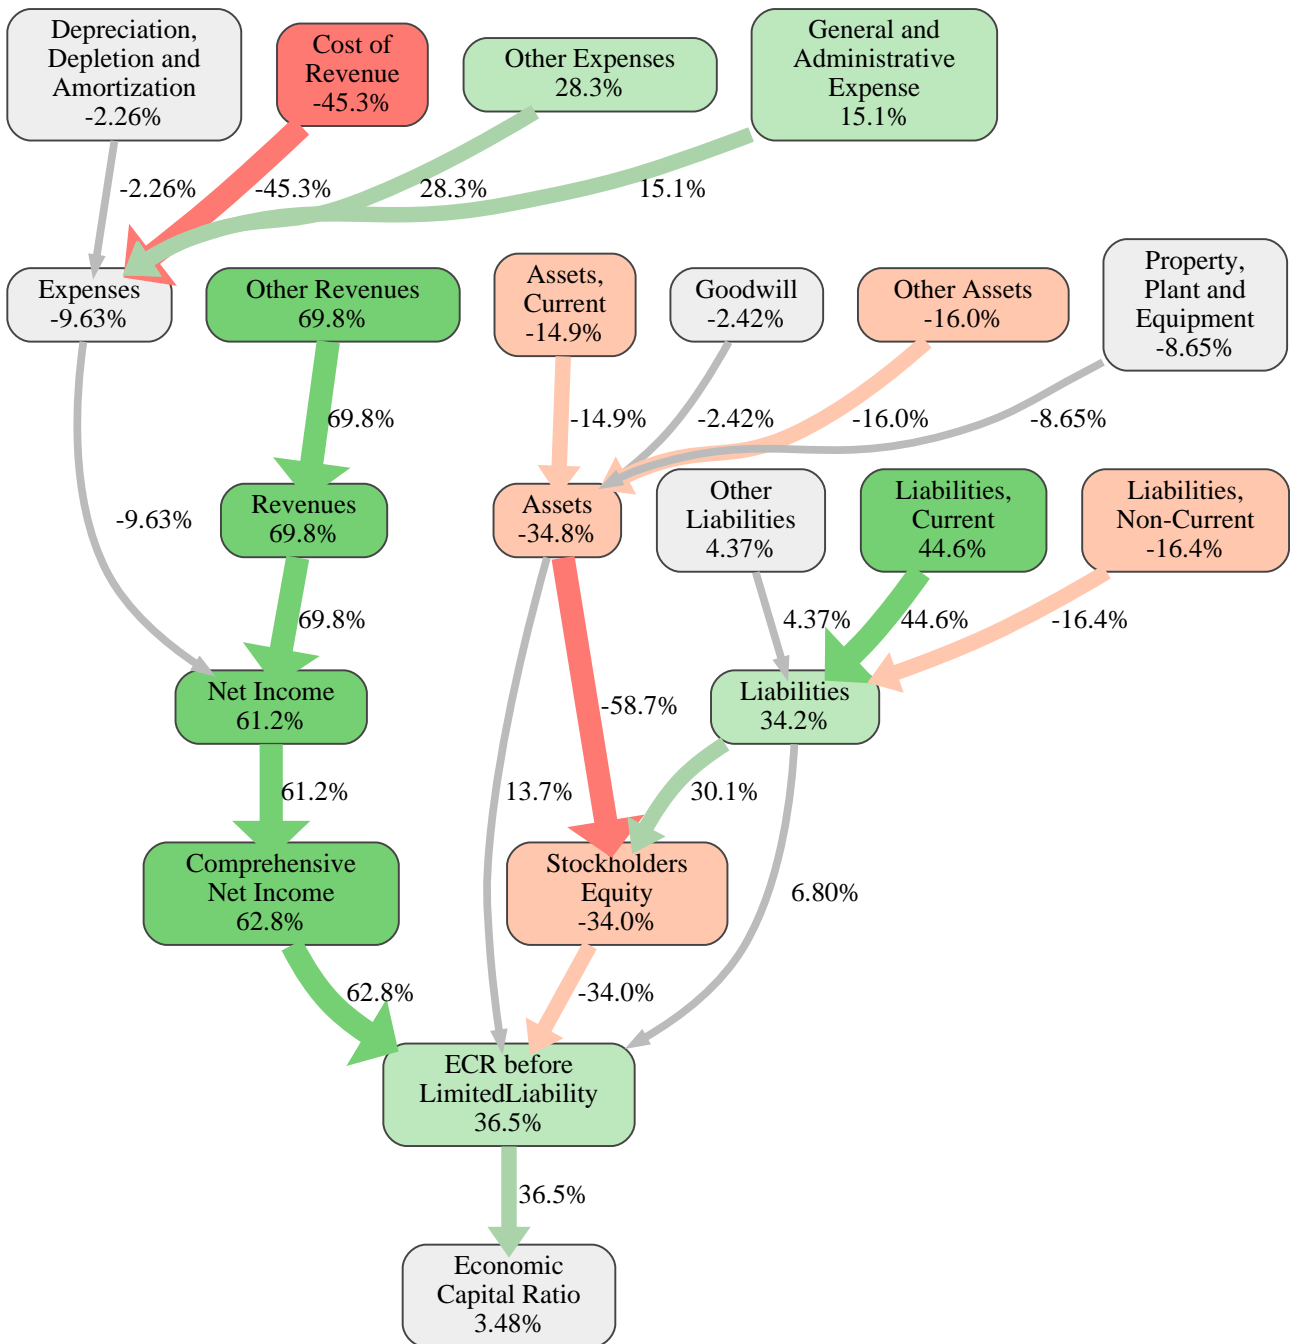 Depreciation,
Depletion and
Amortization
-2.26%
Cost of
Revenue
-45.3%
Other Expenses
28.3%
General and
Administrative
Expense
15.1%
-2.26%
-45.3%
28.3%
15.1%
Expenses
-9.63%
Other Revenues
69.8%
Assets,
Current
-14.9%
Goodwill
-2.42%
Other Assets
-16.0%
Property,
Plant and
Equipment
-8.65%
69.8%
-14.9%
-2.42%
-16.0%
-8.65%
Revenues
69.8%
Assets
-34.8%
Other
Liabilities
4.37%
Liabilities,
Current
44.6%
Liabilities,
Non-Current
-16.4%
-9.63%
69.8%
4.37%
44.6%
-16.4%
Net Income
61.2%
-58.7%
Liabilities
34.2%
61.2%
13.7%
30.1%
Comprehensive
Net Income
62.8%
Stockholders
Equity
-34.0%
6.80%
62.8%
-34.0%
ECR before
LimitedLiability
36.5%
36.5%
Economic
Capital Ratio
3.48%